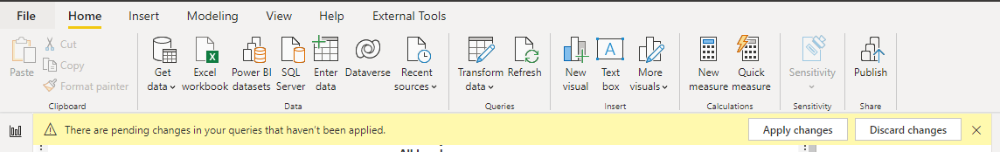 File Home Insert Modeling View Help External Tools
Paste
Cut
Copy
Format painter
Clipboard
Get data
Excel workbook
Power BI datasets
SQL Server
Enter data
Dataverse
Recent sources
Data
Transform data
Refresh
Queries
New visual
Text box
More visuals
Insert
New measure
Quick measure
Calculations
Sensitivity
Sensitivity
Publish
Share
There are pending changes in your queries that haven't been applied. Apply changes Discard changes